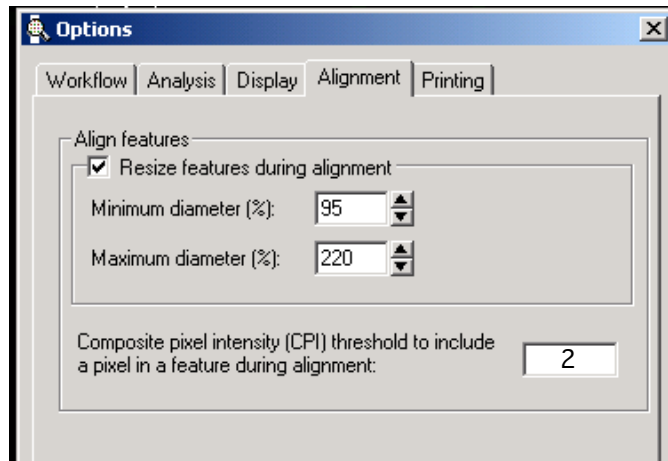 Options
Workflow Analysis Display Alignment Printing
Align features
Resize features during alignment
Minimum diameter (%): 95
Maximum diameter (%): 220
Composite pixel intensity (CPI) threshold to include
a pixel in a feature during alignment: 2